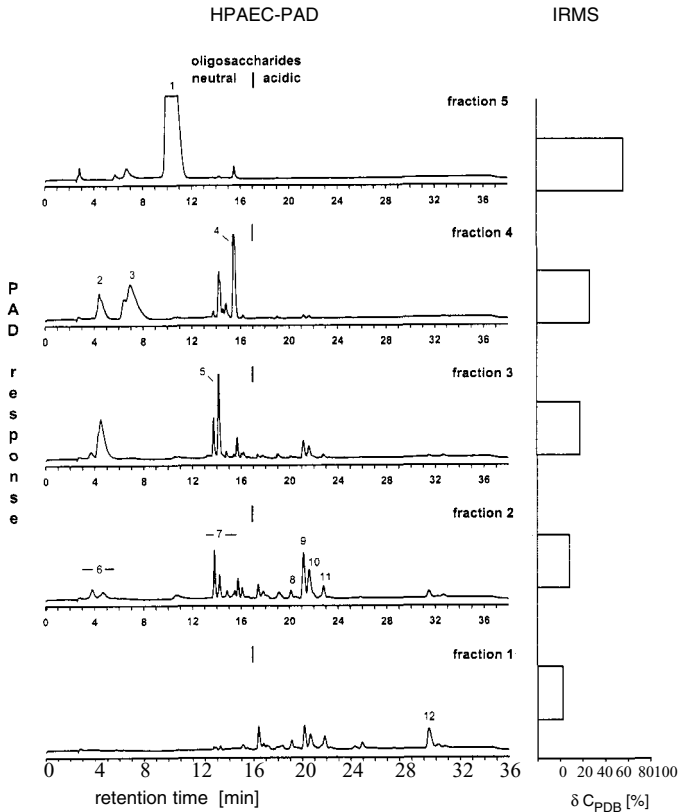 HPAEC-PAD IRMS
oligosaccharides
neutral | acidic
1
fraction 5
0 4 8 12 16 20 24 28 32 36
4
fraction 4
2 3
0 4 8 12 16 20 24 28 32 36
5
fraction 3
0 4 8 12 16 20 24 28 32 36
fraction 2
6 7 8 9 10 11
0 4 8 12 16 20 24 28 32 36
fraction 1
12
0 4 8 12 16 20 24 28 32 36
retention time [min]
PAD response
0 20 40 60 80 100
δ C PDB [%]